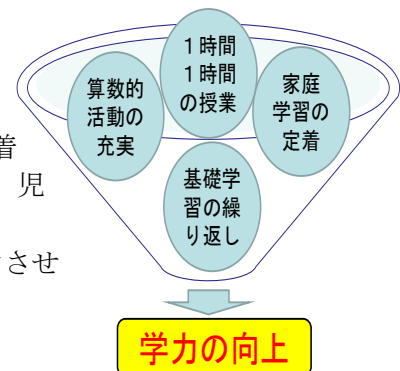 1時間
1時間
の授業
算数的
活動の
充実
家庭
学習の
定着
着
児
基礎学
習の繰
り返し
させ
学力の向上